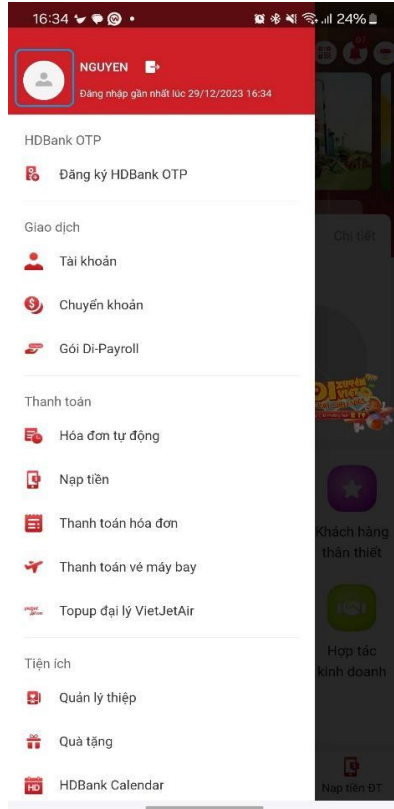 16:34
24%
NGUYEN
Đăng nhập gần nhất lúc 29/12/2023 16:34
HDBank OTP
Đăng ký HDBank OTP
Giao dịch
Tài khoản
Chi tiết
Chuyển khoản
Gói Di-Payroll
Thanh toán
Hóa đơn tự động
Nạp tiền
Thanh toán hóa đơn
Khách hàng
thân thiết
Thanh toán vé máy bay
Topup đại lý VietJetAir
Hợp tác
kinh doanh
Tiện ích
Quản lý thiệp
Quà tặng
HD
HDBank Calendar
Nạp tiền ĐT